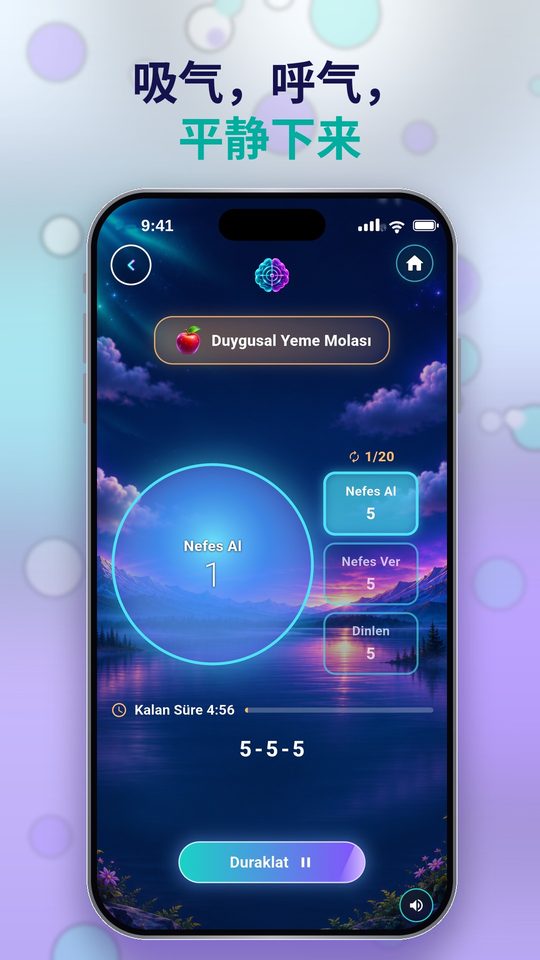 吸气，呼气，
平静下来
9:41
Duygusal Yeme Molası
1/20
Nefes Al
5
Nefes Al
1
Nefes Ver
5
Dinlen
5
Kalan Süre 4:56
5-5-5
Duraklat